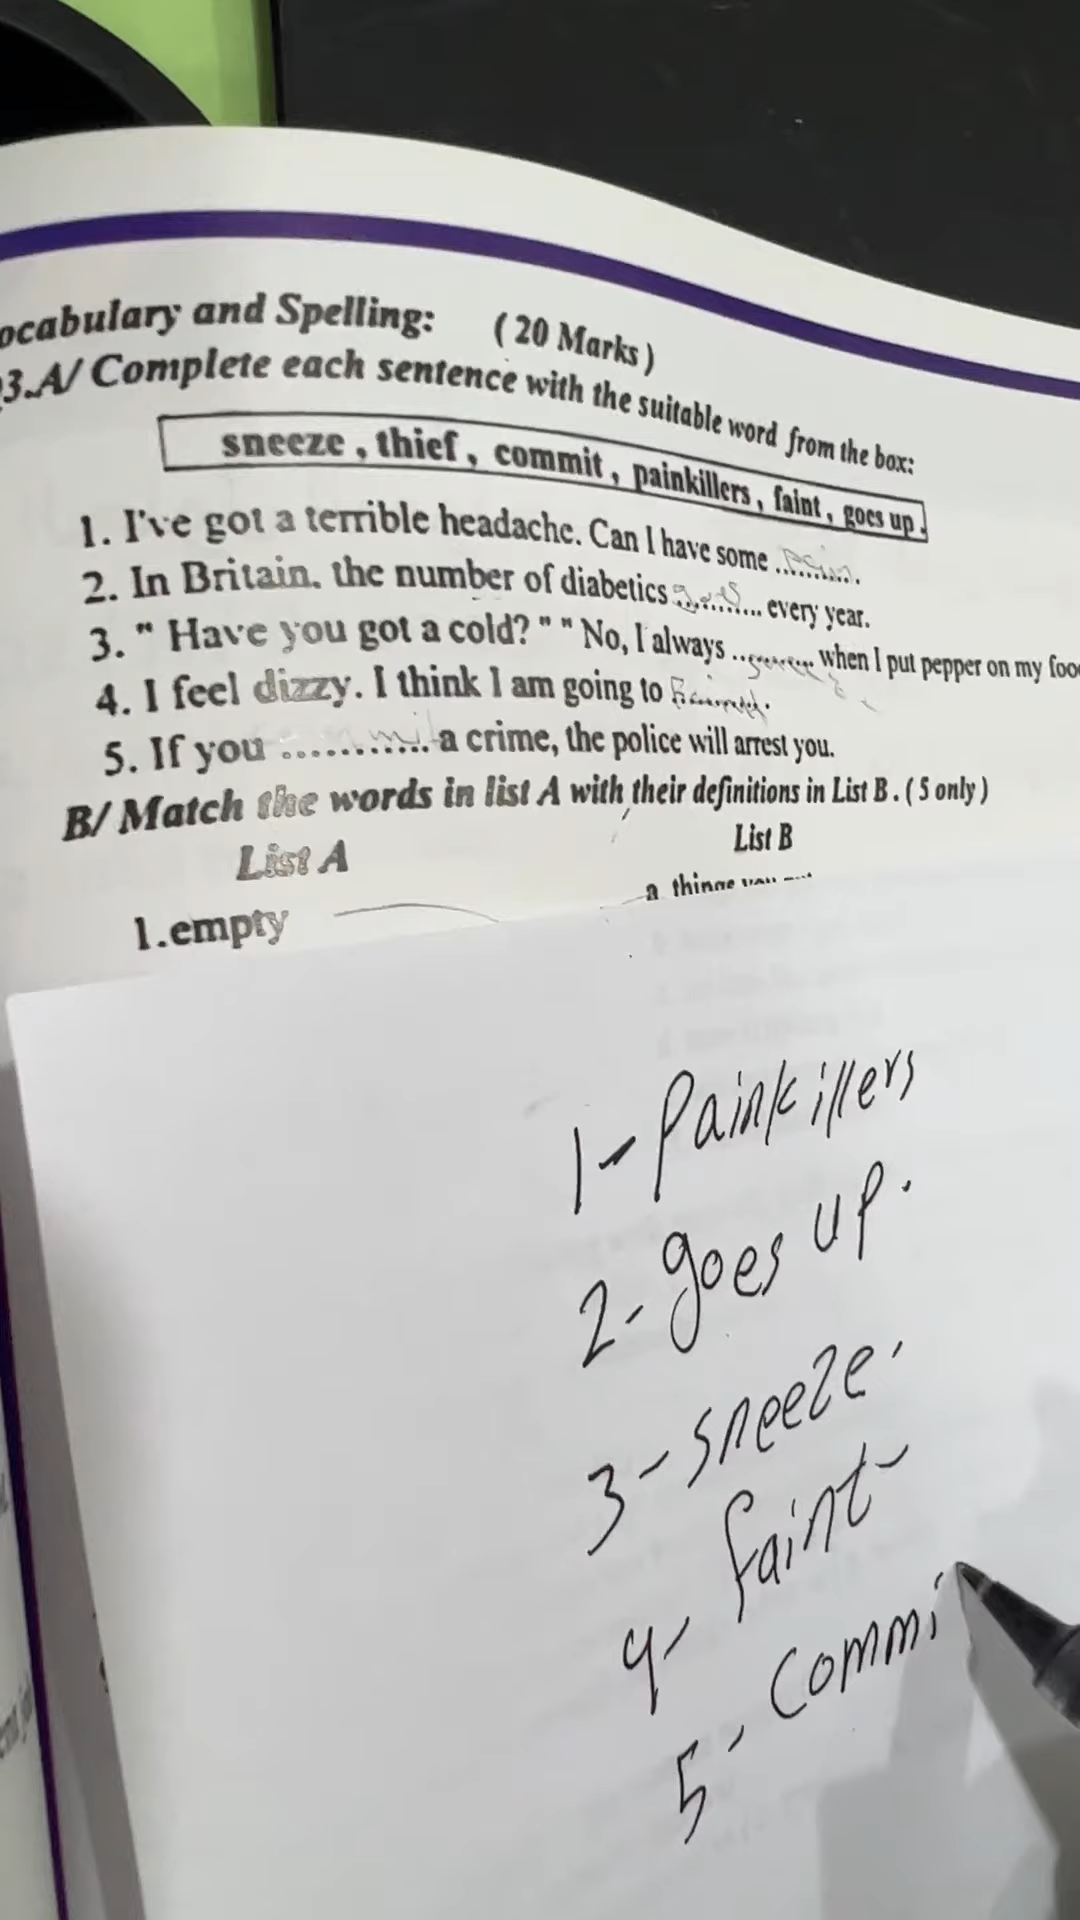 ocabulary and Spelling: ( 20 Marks )
3.A/ Complete each sentence with the suitable word from the box:
sneeze , thief , commit , painkillers , faint , goes up .
1. I've got a terrible headache. Can I have some ...........
2. In Britain. the number of diabetics ........... every year.
3. " Have you got a cold? " " No, I always ........... when I put pepper on my foo
4. I feel dizzy. I think I am going to
5. If you ........... a crime, the police will arrest you.
B/ Match the words in list A with their definitions in List B . ( 5 only )
List A List B
1.empty a things you
1- Painkillers
2- goes up.
3- sneeze.
4- faint-
5- commi